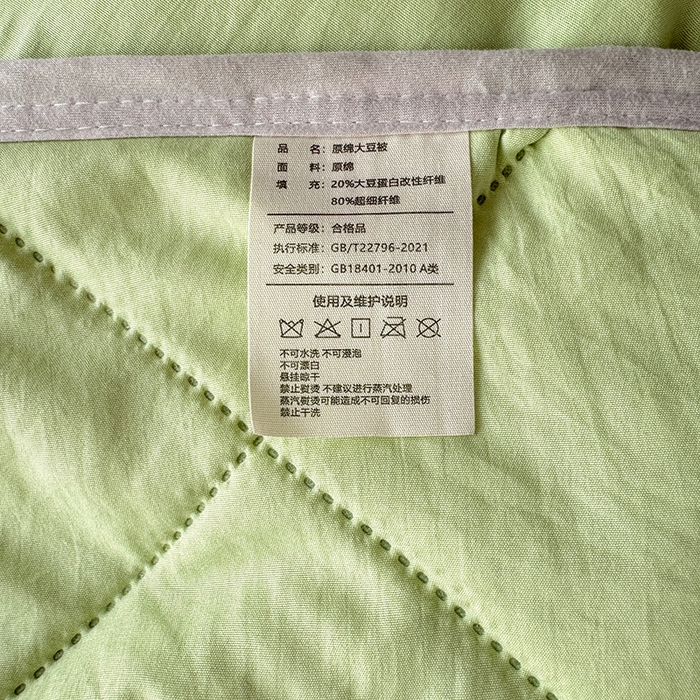 品 名：原绵大豆被
面 料：原绵
填 充：20%大豆蛋白改性纤维
80%超细纤维
产品等级：合格品
执行标准：GB/T22796-2021
安全类别：GB18401-2010 A类
使用及维护说明
不可水洗 不可浸泡
不可漂白
悬挂晾干
禁止熨烫 不建议进行蒸汽处理
蒸汽熨烫可能造成不可回复的损伤
禁止干洗